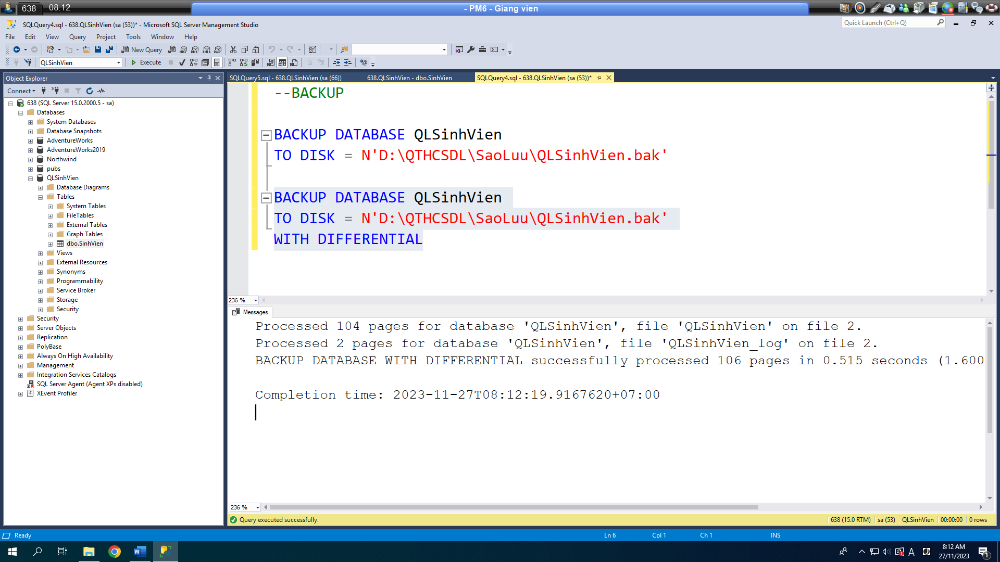 638 08:12 - PM6 - Giang vien
SQLQuery4.sql - 638.QLSinhVien (sa (53))* - Microsoft SQL Server Management Studio
Quick Launch (Ctrl+Q)
File Edit View Query Project Tools Window Help
New Query MDX DMX XMLA DAX
QLSinhVien Execute
Object Explorer
Connect
638 (SQL Server 15.0.2000.5 - sa)
Databases
System Databases
Database Snapshots
AdventureWorks
AdventureWorks2019
Northwind
pubs
QLSinhVien
Database Diagrams
Tables
System Tables
FileTables
External Tables
Graph Tables
dbo.SinhVien
Views
External Resources
Synonyms
Programmability
Service Broker
Storage
Security
Security
Server Objects
Replication
PolyBase
Always On High Availability
Management
Integration Services Catalogs
SQL Server Agent (Agent XPs disabled)
XEvent Profiler
SQLQuery5.sql - 638.QLSinhVien (sa (66)) 638.QLSinhVien - dbo.SinhVien SQLQuery4.sql - 638.QLSinhVien (sa (53))*
--BACKUP
BACKUP DATABASE QLSinhVien
TO DISK = N'D:\QTHCSDL\SaoLuu\QLSinhVien.bak'
BACKUP DATABASE QLSinhVien
TO DISK = N'D:\QTHCSDL\SaoLuu\QLSinhVien.bak'
WITH DIFFERENTIAL
236 %
Messages
Processed 104 pages for database 'QLSinhVien', file 'QLSinhVien' on file 2.
Processed 2 pages for database 'QLSinhVien', file 'QLSinhVien_log' on file 2.
BACKUP DATABASE WITH DIFFERENTIAL successfully processed 106 pages in 0.515 seconds (1.600
Completion time: 2023-11-27T08:12:19.9167620+07:00
236 %
Query executed successfully. 638 (15.0 RTM) sa (53) QLSinhVien 00:00:00 0 rows
Ready Ln 6 Col 1 Ch 1 INS
A 8:12 AM
27/11/2023
1